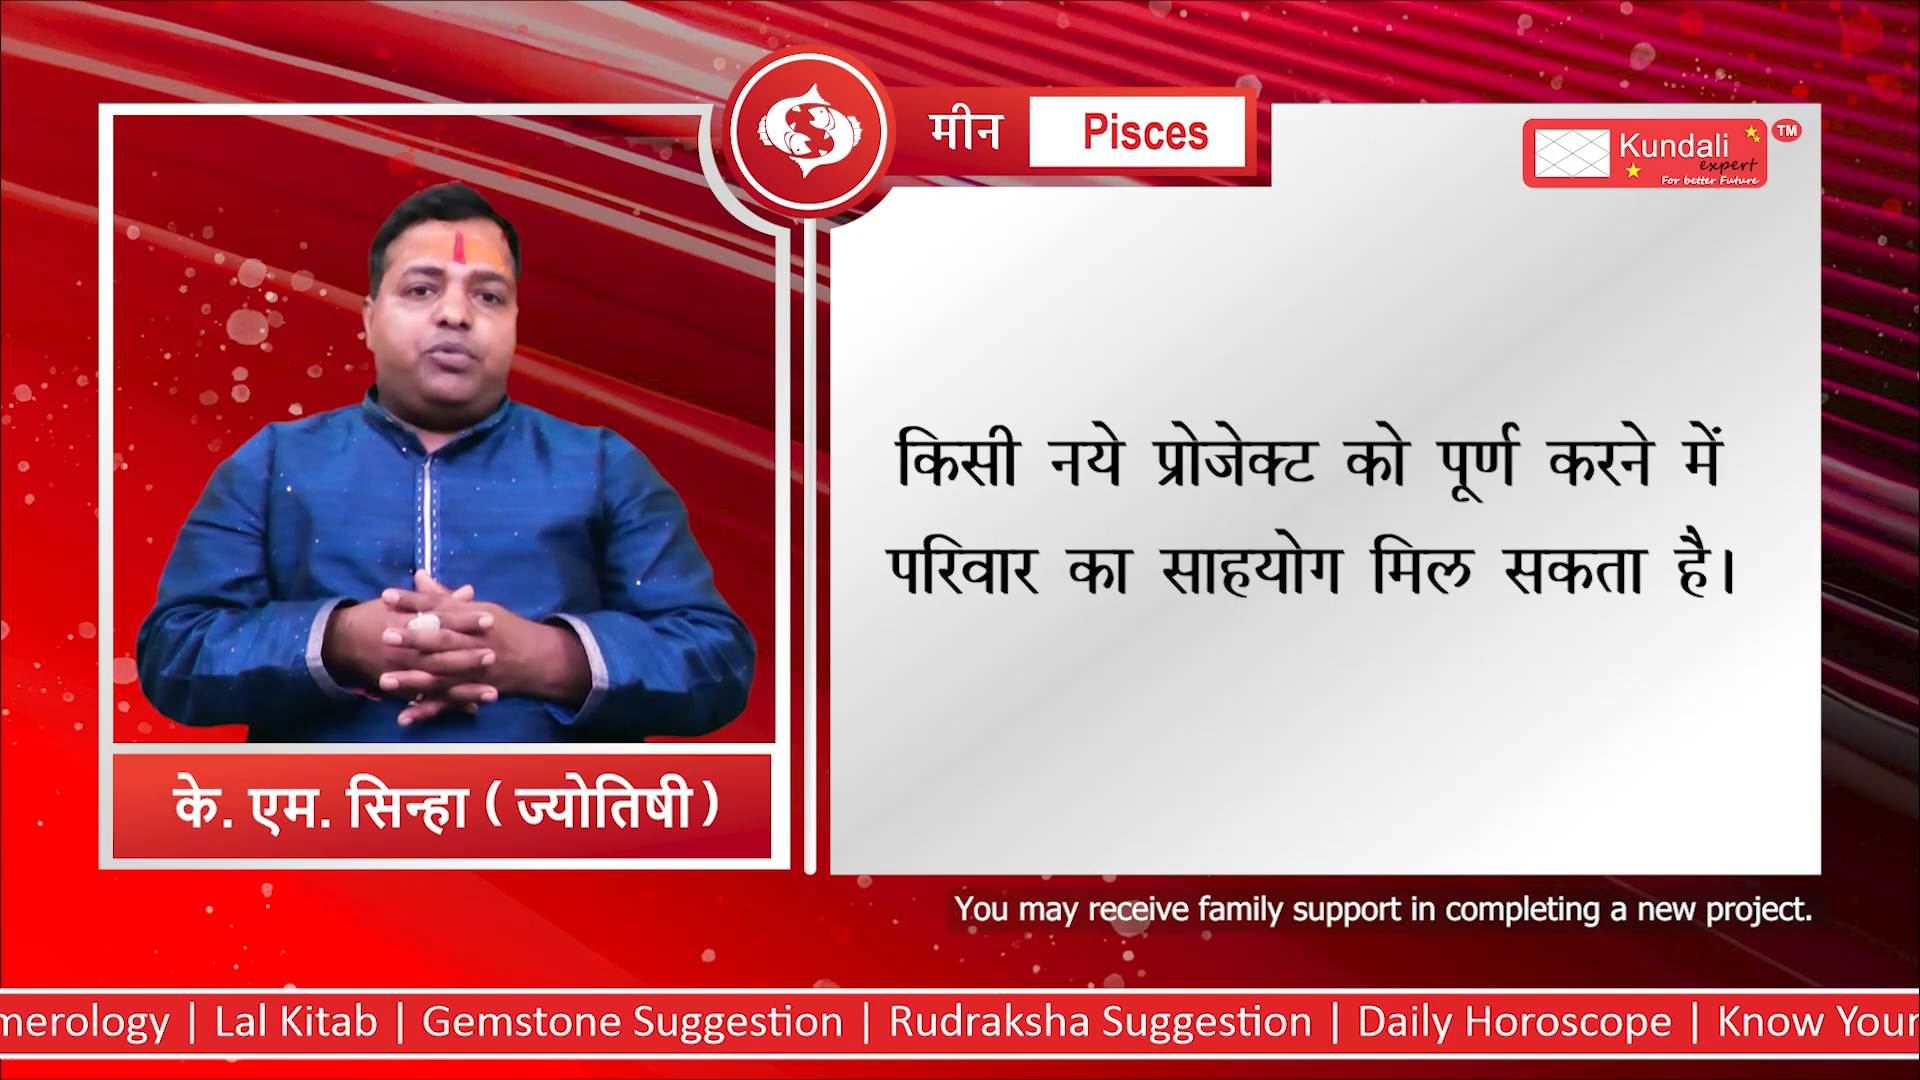 मीन Pisces
Kundali TM
expert
For better Future
किसी नये प्रोजेक्ट को पूर्ण करने में
परिवार का साहयोग मिल सकता है।
के. एम. सिन्हा ( ज्योतिषी )
You may receive family support in completing a new project.
merology | Lal Kitab | Gemstone Suggestion | Rudraksha Suggestion | Daily Horoscope | Know Your